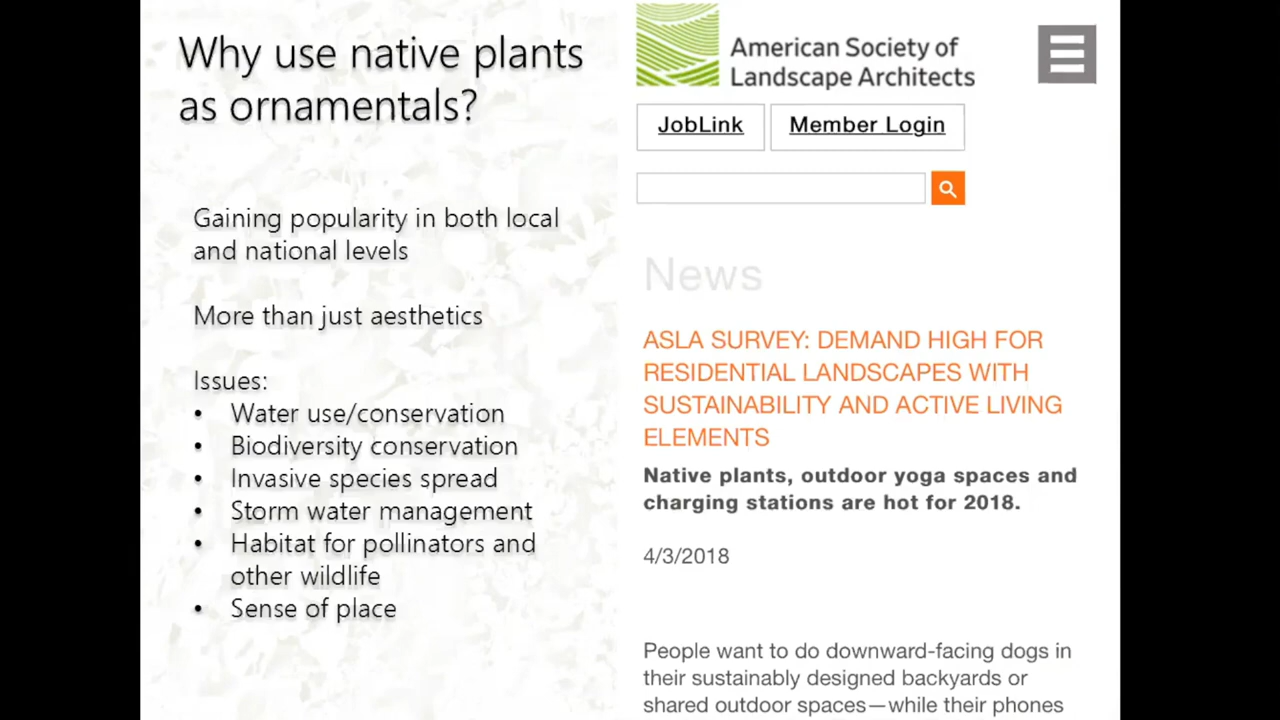 Why use native plants
as ornamentals?
Gaining popularity in both local
and national levels
More than just aesthetics
Issues:
• Water use/conservation
• Biodiversity conservation
• Invasive species spread
• Storm water management
• Habitat for pollinators and
other wildlife
• Sense of place
American Society of
Landscape Architects
JobLink
Member Login
News
ASLA SURVEY: DEMAND HIGH FOR
RESIDENTIAL LANDSCAPES WITH
SUSTAINABILITY AND ACTIVE LIVING
ELEMENTS
Native plants, outdoor yoga spaces and
charging stations are hot for 2018.
4/3/2018
People want to do downward-facing dogs in
their sustainably designed backyards or
shared outdoor spaces—while their phones